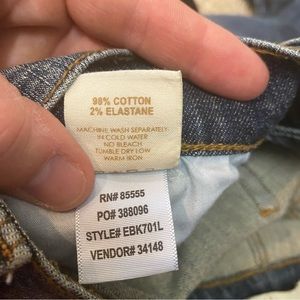 98% COTTON
2% ELASTANE
MACHINE WASH SEPARATELY
IN COLD WATER
NO BLEACH
TUMBLE DRY LOW
WARM IRON
RN# 85555
PO# 388096
STYLE# EBK701L
VENDOR# 34148